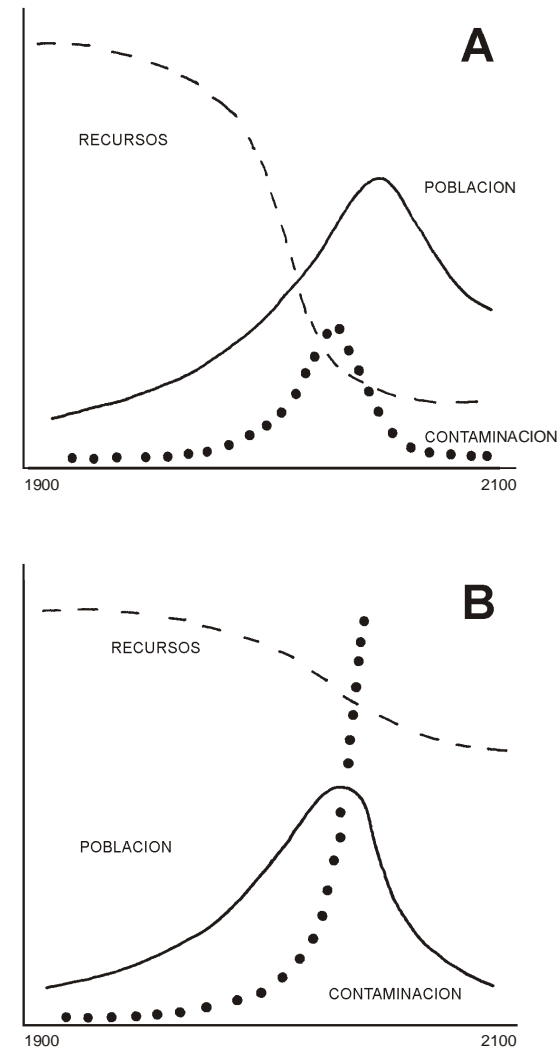 A
RECURSOS
POBLACION
CONTAMINACION
1900
2100
B
RECURSOS
POBLACION
CONTAMINACION
1900
2100